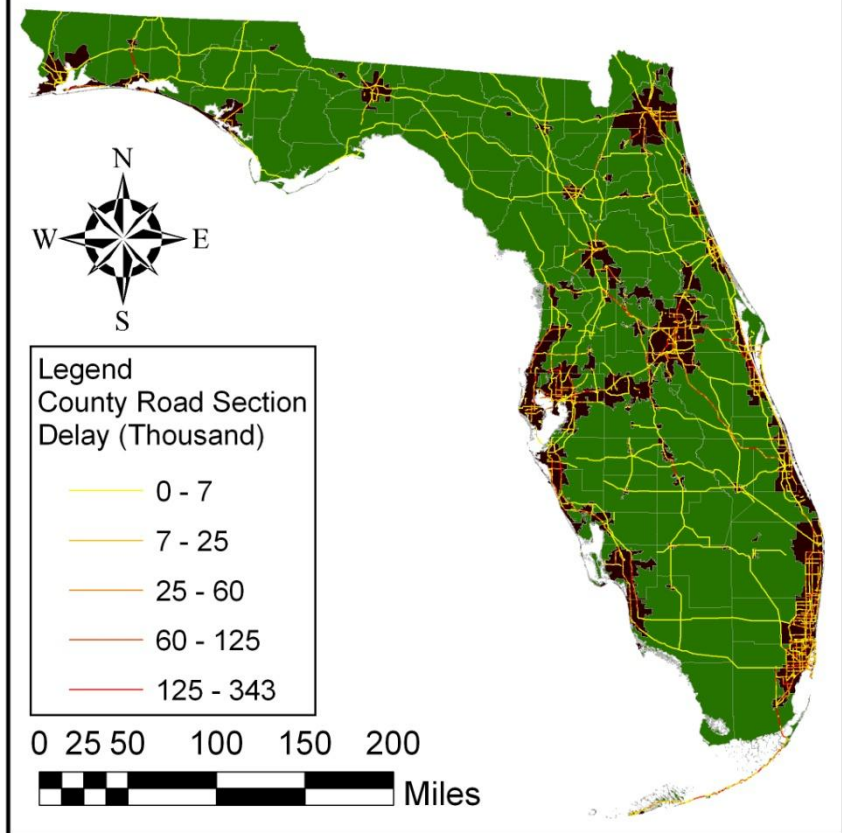 N
W E
S
Legend
County Road Section
Delay (Thousand)
0 - 7
7 - 25
25 - 60
60 - 125
125 - 343
0 25 50 100 150 200
Miles